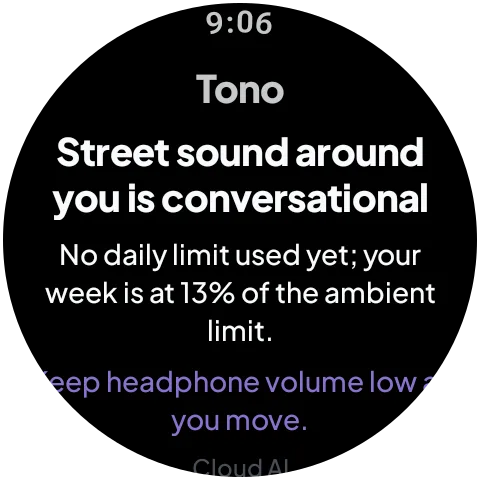 9:06
Tono
Street sound around
you is conversational
No daily limit used yet; your
week is at 13% of the ambient
limit.
headphone volume low
you move.
Cloud AI